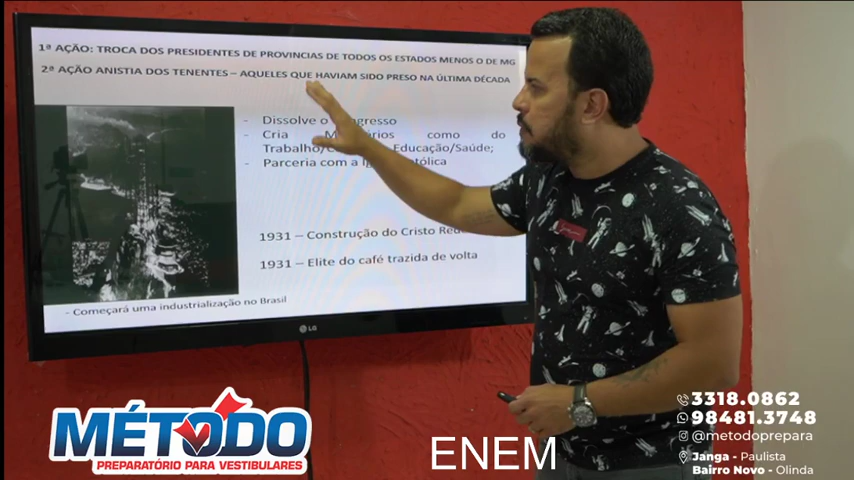 1ª AÇÃO: TROCA DOS PRESIDENTES DE PROVINCIAS DE TODOS OS ESTADOS MENOS O DE MG
2ª AÇÃO ANISTIA DOS TENENTES – AQUELES QUE HAVIAM SIDO PRESO NA ÚLTIMA DÉCADA
- Dissolve o
- Cria como do
Educação/Saúde;
- Parceria com a
1931 – Construção do Cristo
1931 – Elite do café trazida de volta
- Começará uma industrialização no Brasil
LG
MÉTODO
PREPARATÓRIO PARA VESTIBULARES
ENEM
3318.0862
98481.3748
@metodoprepara
Janga - Paulista
Bairro Novo - Olinda